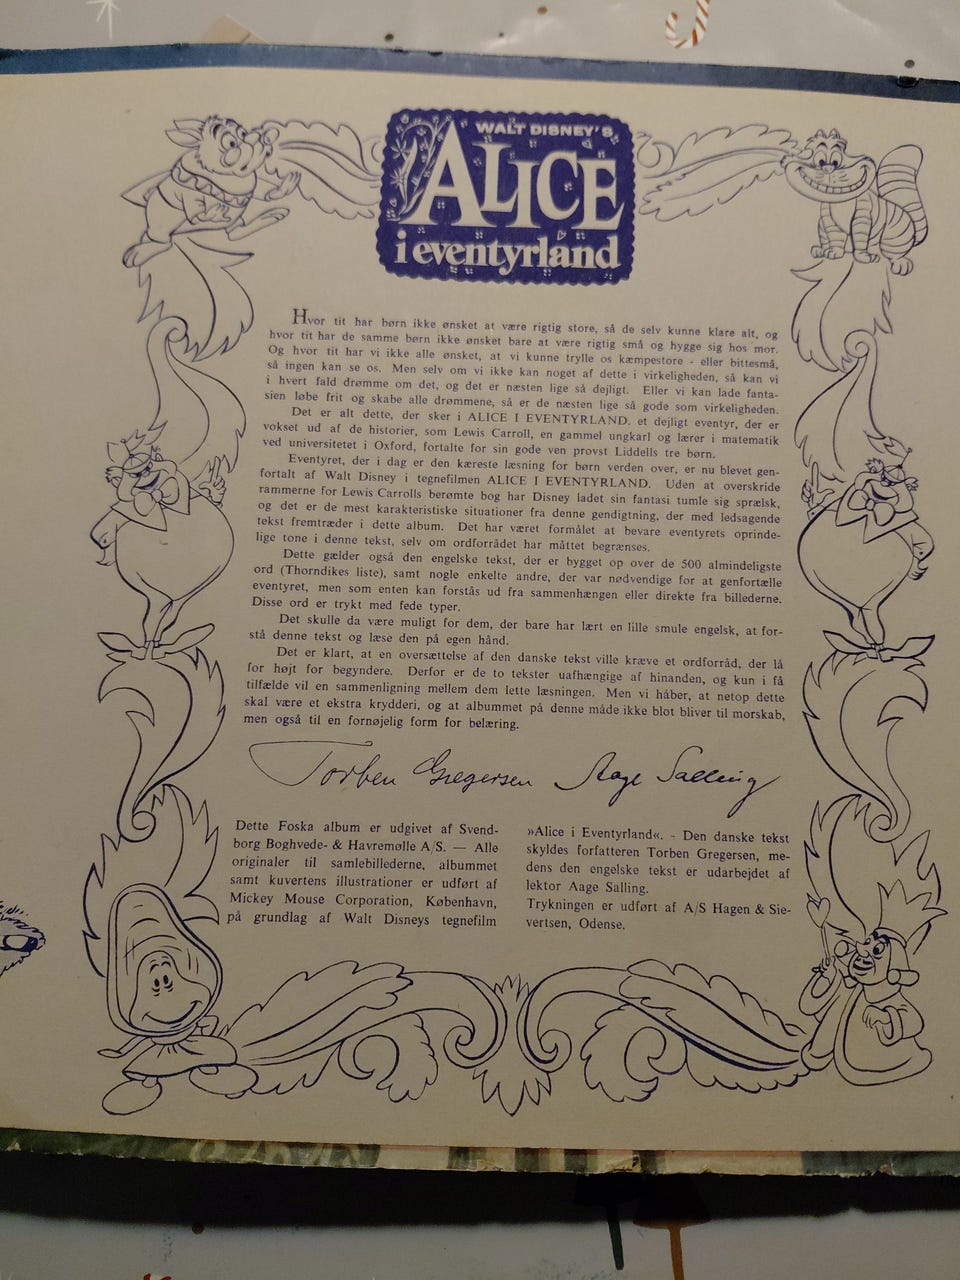 WALT DISNEY'S
ALICE
i eventyrland
Hvor tit har børn ikke ønsket at være rigtig store, så de selv kunne klare alt, og
hvor tit har de samme børn ikke ønsket bare at være rigtig små og hygge sig hos mor.
Og hvor tit har vi ikke alle ønsket, at vi kunne trylle os kæmpestore - eller bittesmå,
så ingen kan se os. Men selv om vi ikke kan noget af dette i virkeligheden, så kan vi
i hvert fald drømme om det, og det er næsten lige så dejligt. Eller vi kan lade fanta-
sien løbe frit og skabe alle drømmene, så er de næsten lige så gode som virkeligheden.
Det er alt dette, der sker i ALICE I EVENTYRLAND. et dejligt eventyr, der er
vokset ud af de historier, som Lewis Carroll, en gammel ungkarl og lærer i matematik
ved universitetet i Oxford, fortalte for sin gode ven provst Liddells tre børn.
Eventyret, der i dag er den kæreste læsning for børn verden over, er nu blevet gen-
fortalt af Walt Disney i tegnefilmen ALICE I EVENTYRLAND. Uden at overskride
rammerne for Lewis Carrolls berømte bog har Disney ladet sin fantasi tumle sig sprælsk,
og det er de mest karakteristiske situationer fra denne gendigtning, der med ledsagende
tekst fremtræder i dette album. Det har været formålet at bevare eventyrets oprinde-
lige tone i denne tekst, selv om ordforrådet har måttet begrænses.
Dette gælder også den engelske tekst, der er bygget op over de 500 almindeligste
ord (Thorndikes liste), samt nogle enkelte andre, der var nødvendige for at genfortælle
eventyret, men som enten kan forstås ud fra sammenhængen eller direkte fra billederne.
Disse ord er trykt med fede typer.
Det skulle da være muligt for dem, der bare har lært en lille smule engelsk, at for-
stå denne tekst og læse den på egen hånd.
Det er klart, at en oversættelse af den danske tekst ville kræve et ordforråd, der lå
for højt for begyndere. Derfor er de to tekster uafhængige af hinanden, og kun i få
tilfælde vil en sammenligning mellem dem lette læsningen. Men vi håber, at netop dette
skal være et ekstra krydderi, og at albummet på denne måde ikke blot bliver til morskab,
men også til en fornøjelig form for belæring.
Torben Gregersen Aage Salling
Dette Foska album er udgivet af Svend-
borg Boghvede- & Havremølle A/S. — Alle
originaler til samlebillederne, albummet
samt kuvertens illustrationer er udført af
Mickey Mouse Corporation, København,
på grundlag af Walt Disneys tegnefilm
»Alice i Eventyrland«. - Den danske tekst
skyldes forfatteren Torben Gregersen, me-
dens den engelske tekst er udarbejdet af
lektor Aage Salling.
Trykningen er udført af A/S Hagen & Sie-
vertsen, Odense.